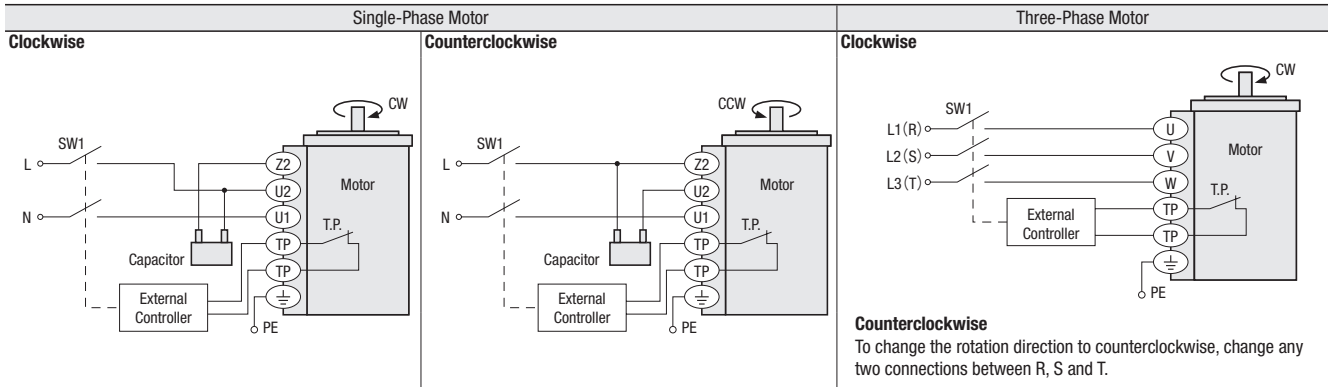 Single-Phase Motor
Three-Phase Motor
Clockwise
CW
SW1
L
N
Z2
U2
U1
TP
TP
Motor
T.P.
Capacitor
External
Controller
PE
Counterclockwise
CCW
SW1
L
N
Z2
U2
U1
TP
TP
Motor
T.P.
Capacitor
External
Controller
PE
Clockwise
CW
SW1
L1(R)
L2(S)
L3(T)
U
V
W
TP
TP
Motor
T.P.
External
Controller
PE
Counterclockwise
To change the rotation direction to counterclockwise, change any
two connections between R, S and T.